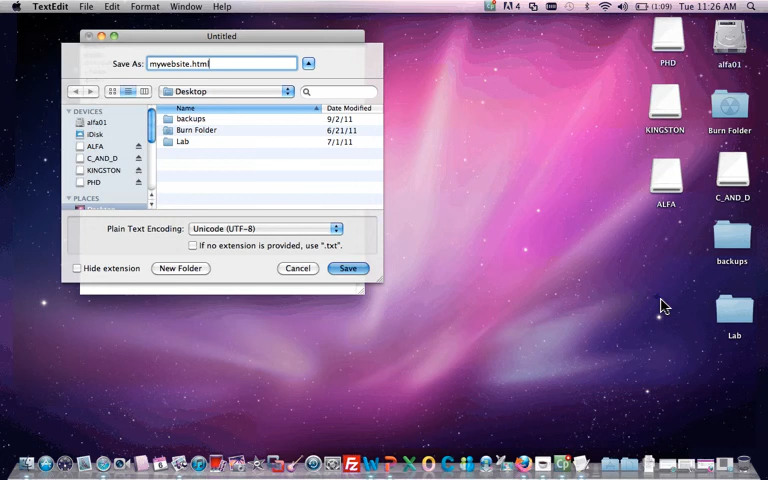 TextEdit File Edit Format Window Help
4 (1:09) Tue 11:26 AM
Untitled
Save As: mywebsite.html
Desktop
DEVICES
alfa01
iDisk
ALFA
C_AND_D
KINGSTON
PHD
PLACES
Name Date Modified
backups 9/2/11
Burn Folder 6/21/11
Lab 7/1/11
Plain Text Encoding: Unicode (UTF-8)
If no extension is provided, use ".txt".
Hide extension New Folder Cancel Save
PHD alfa01
KINGSTON Burn Folder
ALFA C_AND_D
backups
Lab